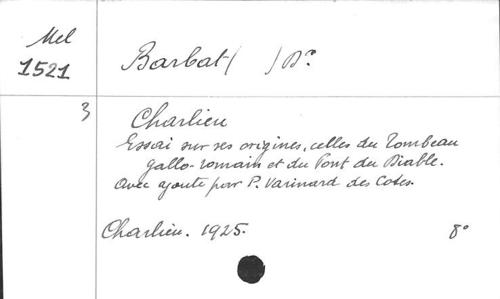 Mel
1521
Barbat ( ) Dr
3
Charlieu
Essai sur ses origines, celles du Tombeau
gallo-romain et du Pont du Diable.
Avec ajoute par P. Varinard des Cotes.
Charlieu. 1925.
8°